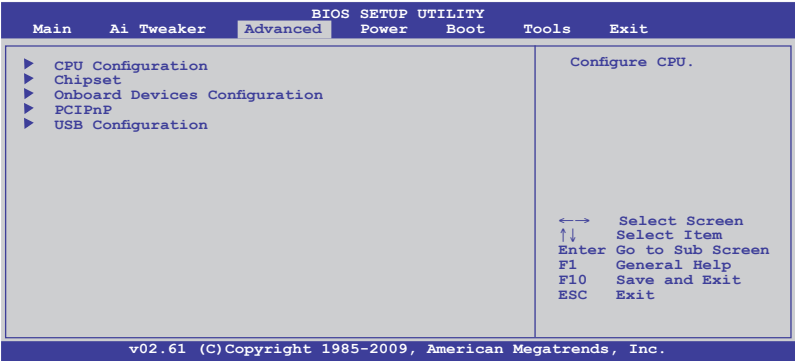 BIOS SETUP UTILITY
Main Ai Tweaker Advanced Power Boot Tools Exit
CPU Configuration
Chipset
Onboard Devices Configuration
PCIPnP
USB Configuration
Configure CPU.
←→ Select Screen
↑↓ Select Item
Enter Go to Sub Screen
F1 General Help
F10 Save and Exit
ESC Exit
v02.61 (C)Copyright 1985-2009, American Megatrends, Inc.